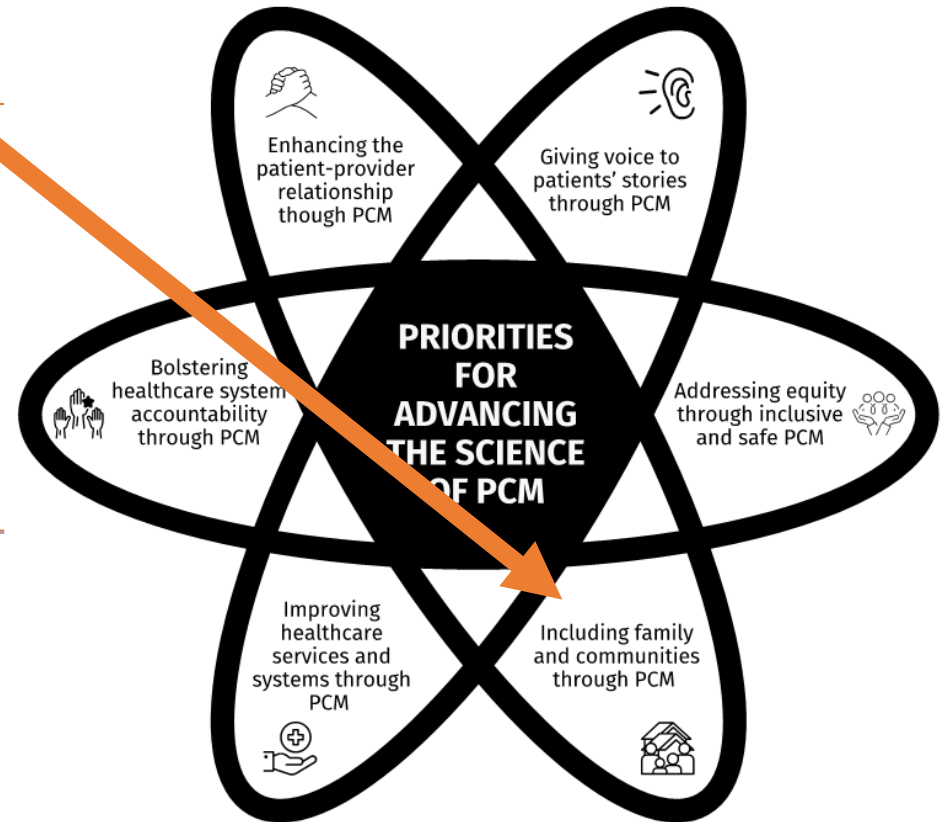 Enhancing the
patient-provider
relationship
though PCM
Giving voice to
patients' stories
through PCM
Bolstering
healthcare system
accountability
through PCM
PRIORITIES
FOR
ADVANCING
THE SCIENCE
OF PCM
Addressing equity
through inclusive
and safe PCM
Improving
healthcare
services and
systems through
PCM
Including family
and communities
through PCM